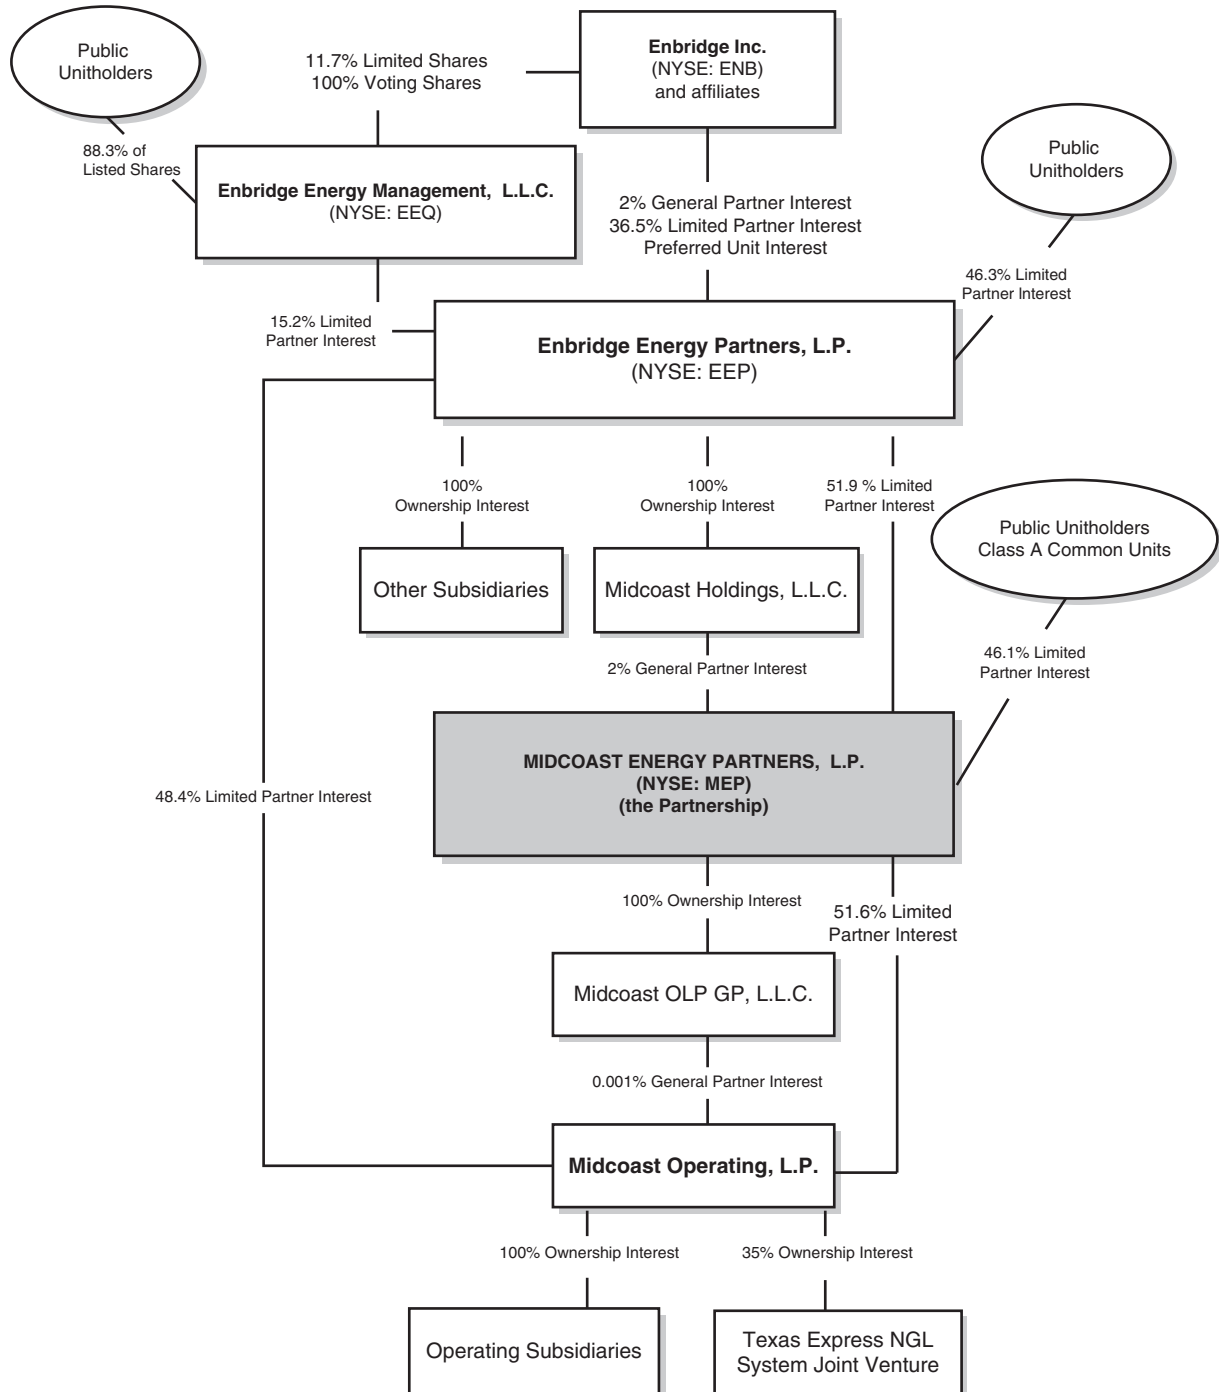 Public
Unitholders
11.7% Limited Shares
100% Voting Shares
Enbridge Inc.
(NYSE: ENB)
and affiliates
88.3% of
Listed Shares
Enbridge Energy Management, L.L.C.
(NYSE: EEQ)
Public
Unitholders
2% General Partner Interest
36.5% Limited Partner Interest
Preferred Unit Interest
46.3% Limited
Partner Interest
15.2% Limited
Partner Interest
Enbridge Energy Partners, L.P.
(NYSE: EEP)
100%
Ownership Interest
100%
Ownership Interest
51.9 % Limited
Partner Interest
Public Unitholders
Class A Common Units
Other Subsidiaries
Midcoast Holdings, L.L.C.
2% General Partner Interest
46.1% Limited
Partner Interest
MIDCOAST ENERGY PARTNERS, L.P.
(NYSE: MEP)
(the Partnership)
48.4% Limited Partner Interest
100% Ownership Interest
51.6% Limited
Partner Interest
Midcoast OLP GP, L.L.C.
0.001% General Partner Interest
Midcoast Operating, L.P.
100% Ownership Interest
35% Ownership Interest
Operating Subsidiaries
Texas Express NGL
System Joint Venture